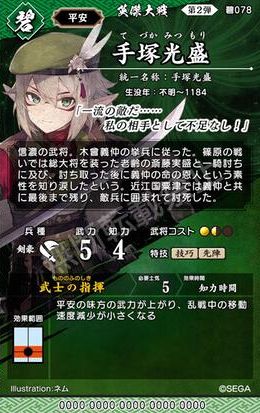 碧
平安
英傑大戦
第2弾
碧078
てづかみつもり
手塚光盛
統一名称：手塚光盛
生没年：不明～1184
「一流の敵だ……
私の相手として不足なし！」
信濃の武将。木曾義仲の挙兵に従った。篠原の戦
いでは総大将を装った老齢の斎藤実盛と一騎討ち
に及び、討ち取った後に義仲の命の恩人という素
性を知り涙したという。近江国粟津では義仲と共
に最後まで残り、敵兵に囲まれて討死した。
兵種
武力
知力
武将コスト
剣豪
5
4
特技
技巧
先陣
もののふのしき
武士の指揮
必要士気
5
効果時間
知力時間
効果範囲
平安の味方の武力が上がり、乱戦中の移動
速度減少が小さくなる
Illustration:ネム
©SEGA
0000-0000-0000-0000-0000